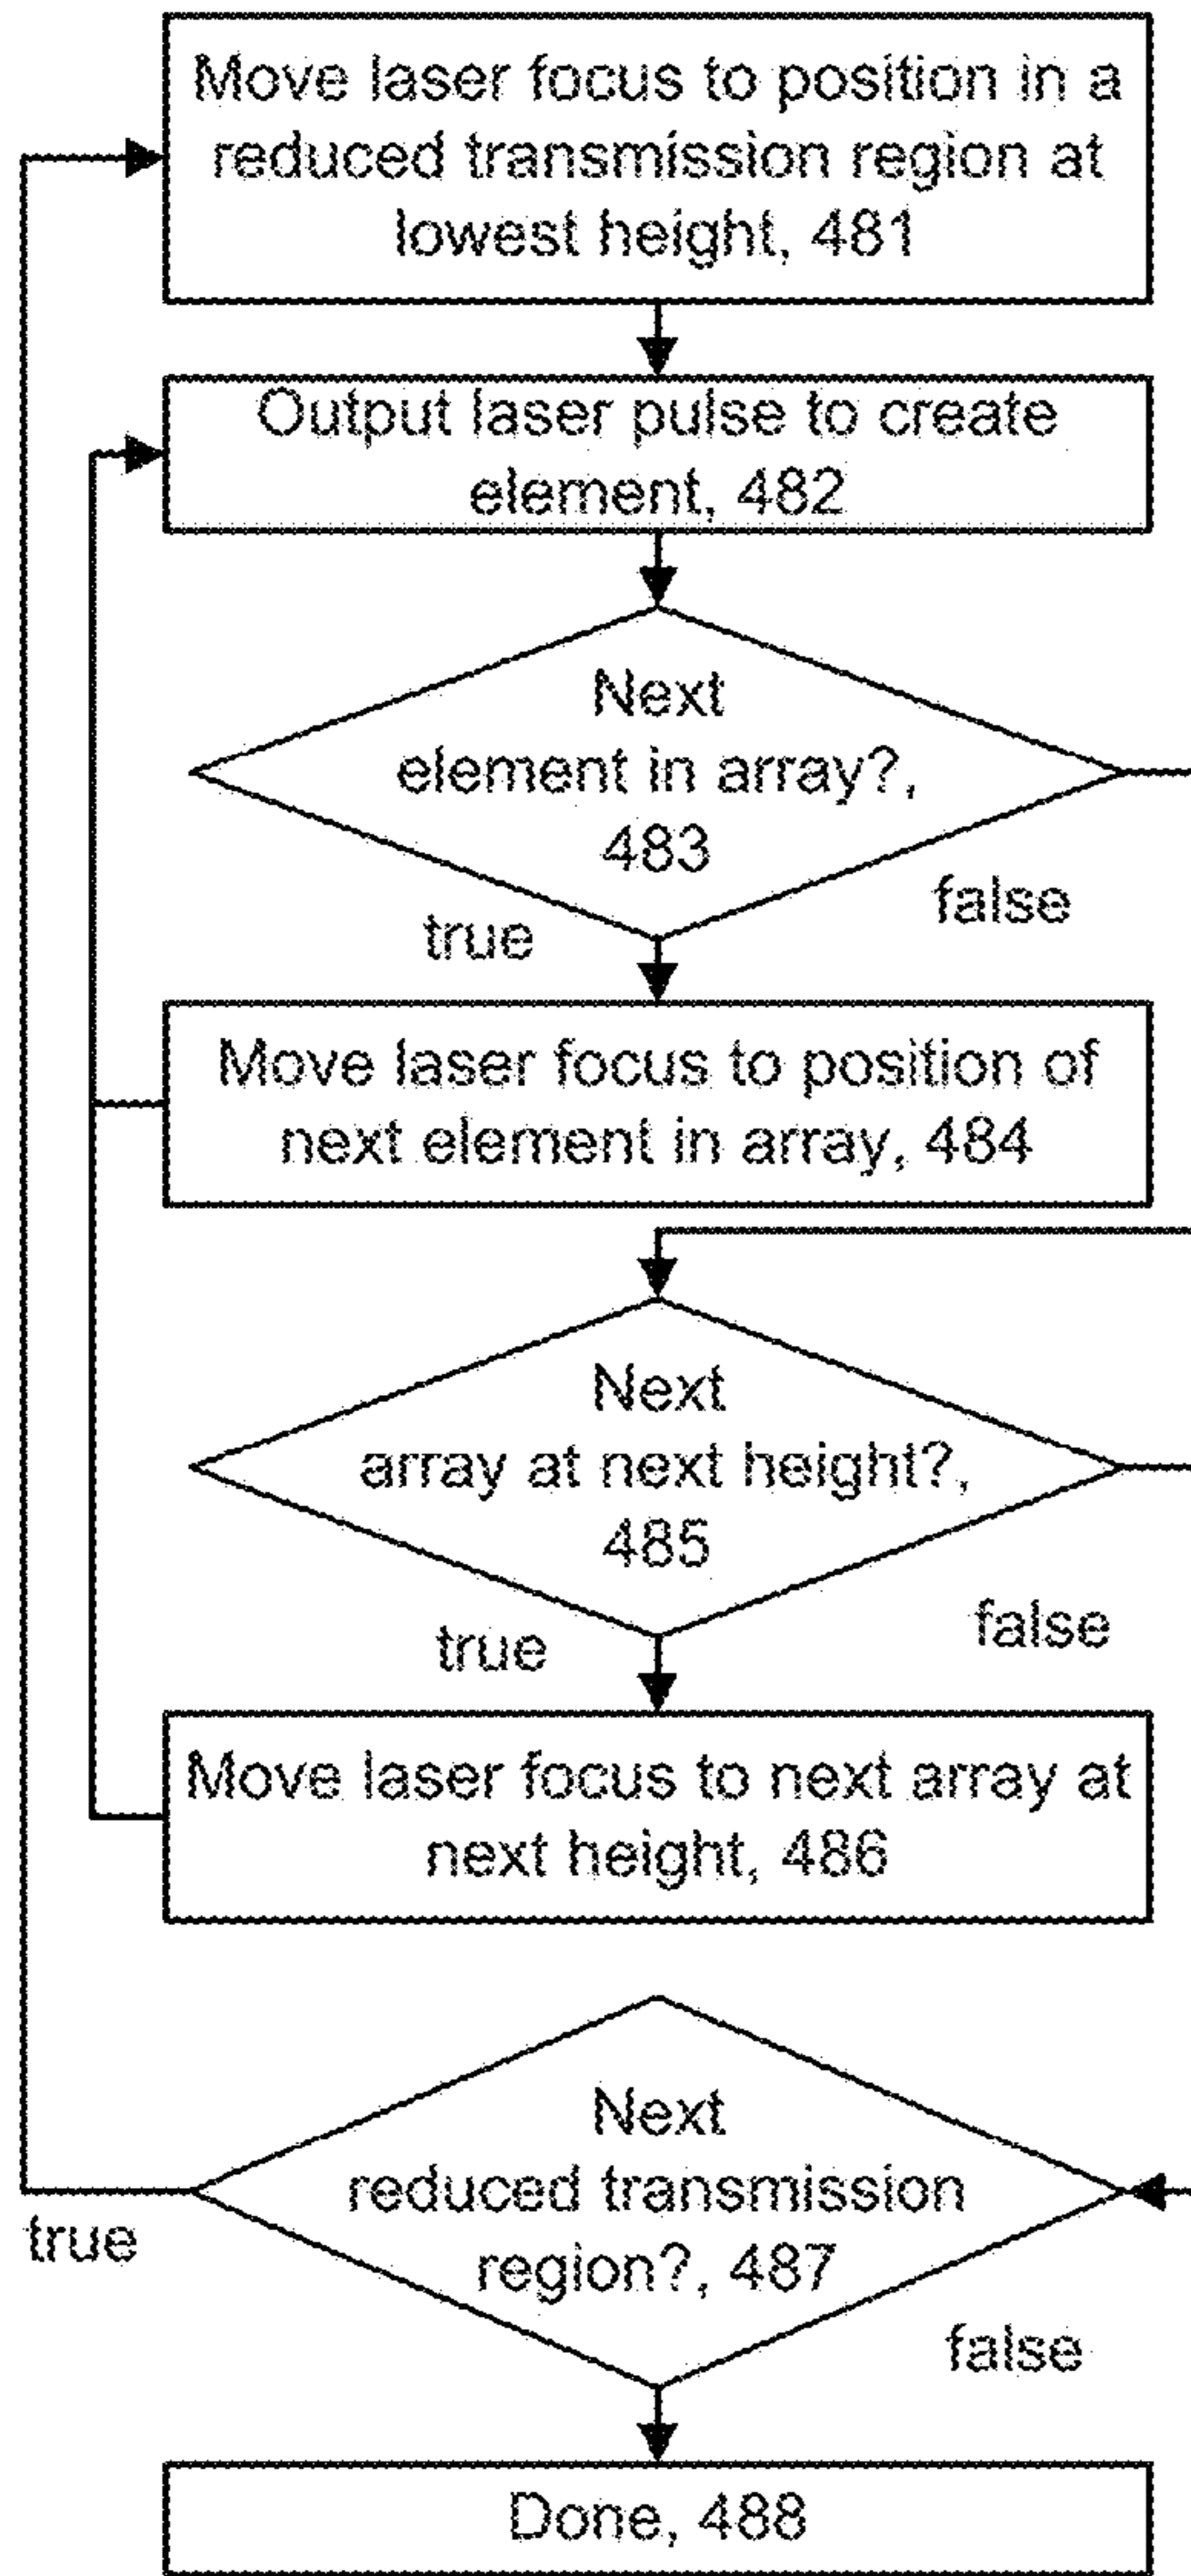 Move laser focus to position in a
reduced transmission region at
lowest height, 481
Output laser pulse to create
element, 482
Next
element in array?,
483
true
false
Move laser focus to position of
next element in array, 484
Next
array at next height?,
485
true
false
Move laser focus to next array at
next height, 486
Next
reduced transmission
region?, 487
true
false
Done, 488